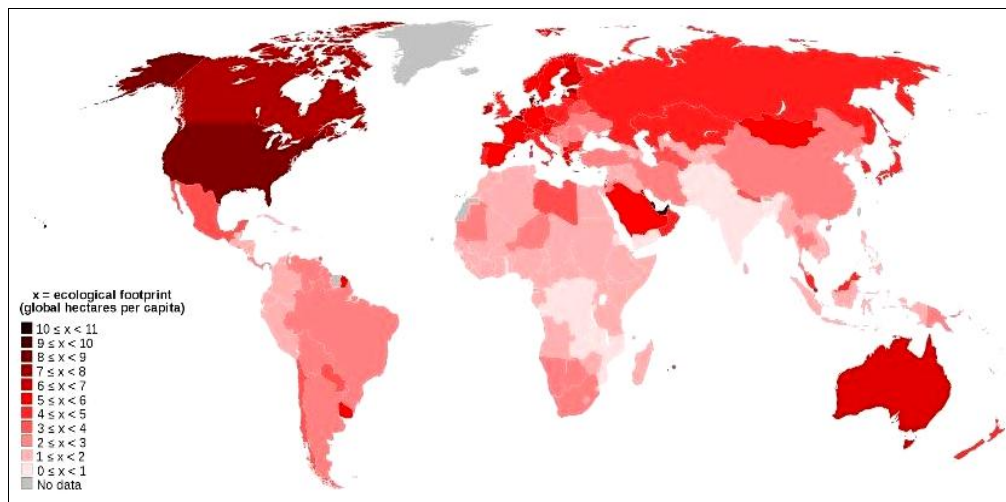 x = ecological footprint
(global hectares per capita)
10 ≤ x < 11
9 ≤ x < 10
8 ≤ x < 9
7 ≤ x < 8
6 ≤ x < 7
5 ≤ x < 6
4 ≤ x < 5
3 ≤ x < 4
2 ≤ x < 3
1 ≤ x < 2
0 ≤ x < 1
No data